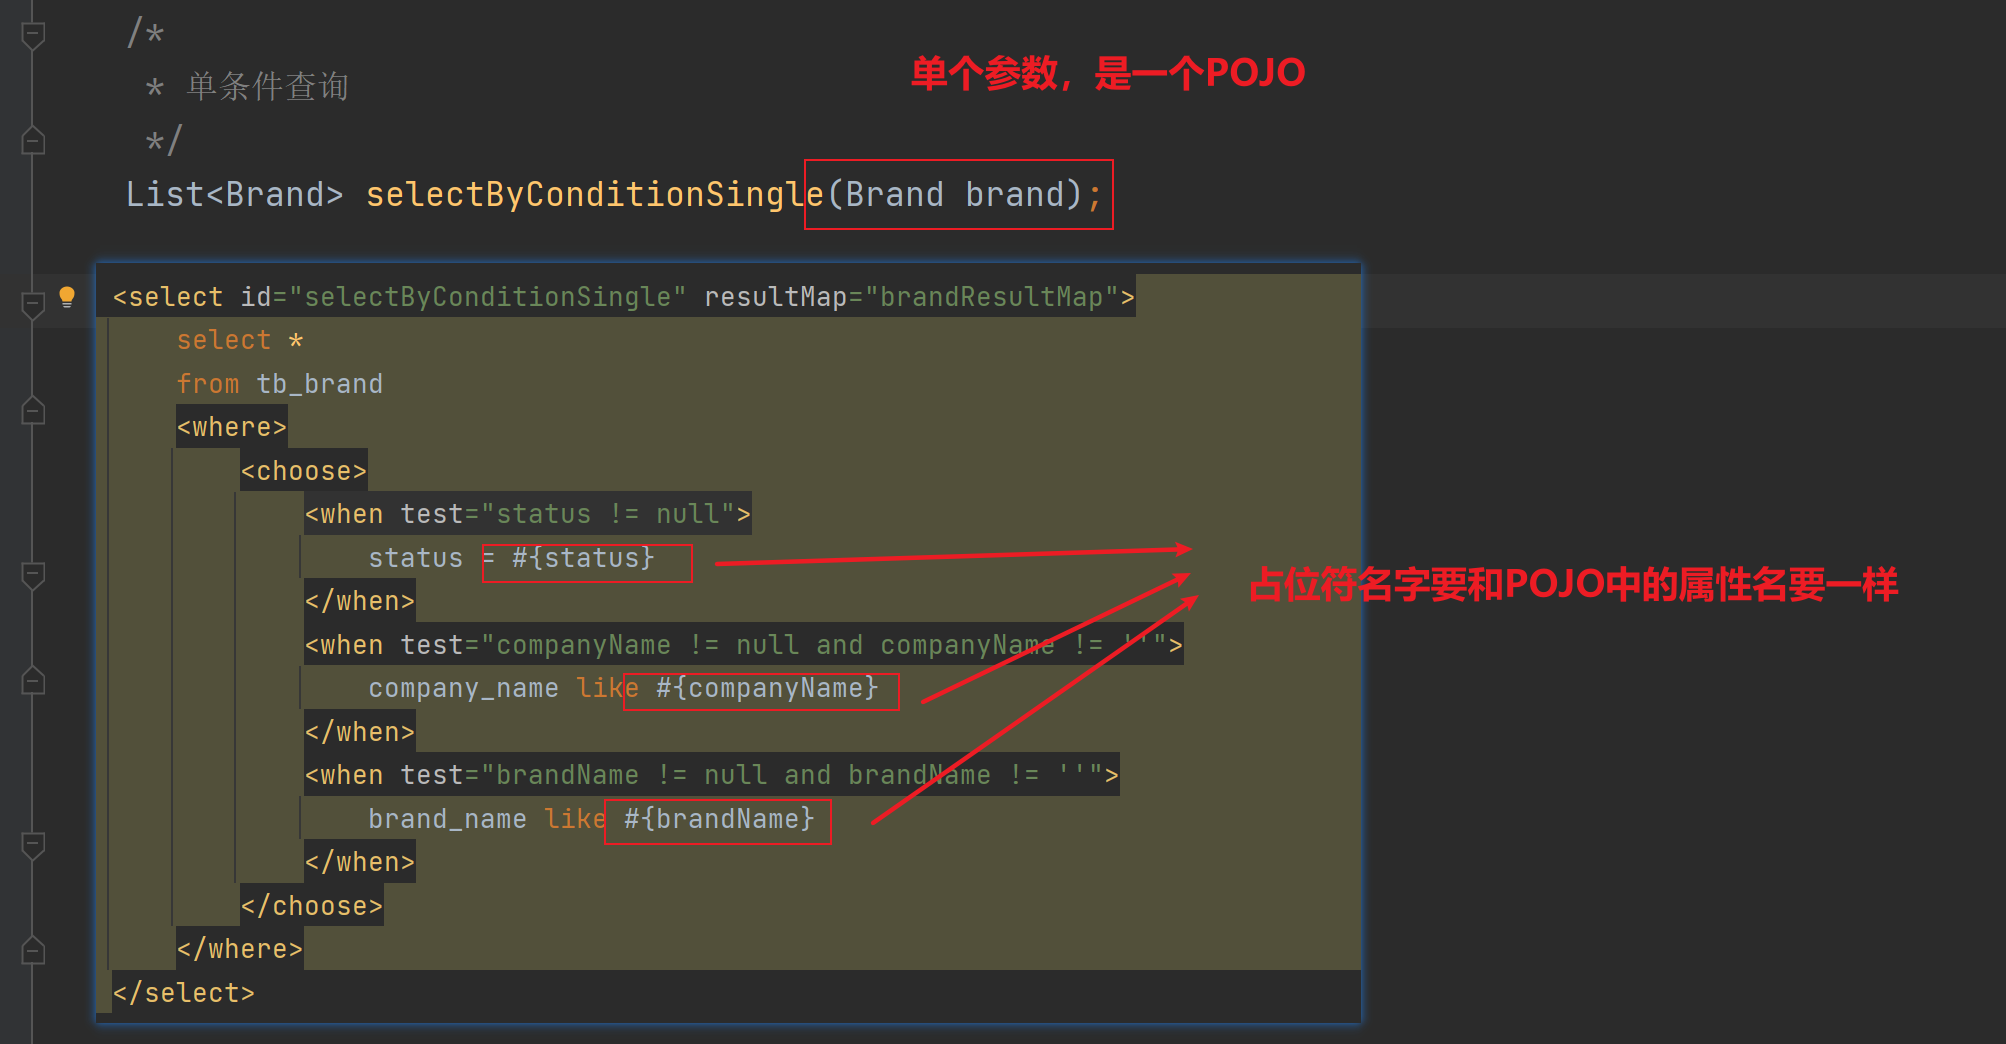 /*
* 单条件查询
单个参数，是一个POJO
*/
List<Brand> selectByConditionSingle(Brand brand);
<select id="selectByConditionSingle" resultMap="brandResultMap">
select *
from tb_brand
<where>
<choose>
<when test="status != null">
status = #{status}
占位符名字要和POJO中的属性名要一样
</when>
<when test="companyName != null and companyName != ''">
company_name like #{companyName}
</when>
<when test="brandName != null and brandName != ''">
brand_name like #{brandName}
</when>
</choose>
</where>
</select>